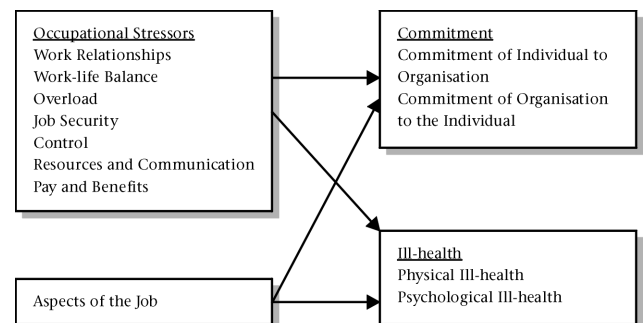 Occupational Stressors
Work Relationships
Work-life Balance
Overload
Job Security
Control
Resources and Communication
Pay and Benefits
Aspects of the Job
Commitment
Commitment of Individual to
Organisation
Commitment of Organisation
to the Individual
Ill-health
Physical Ill-health
Psychological Ill-health